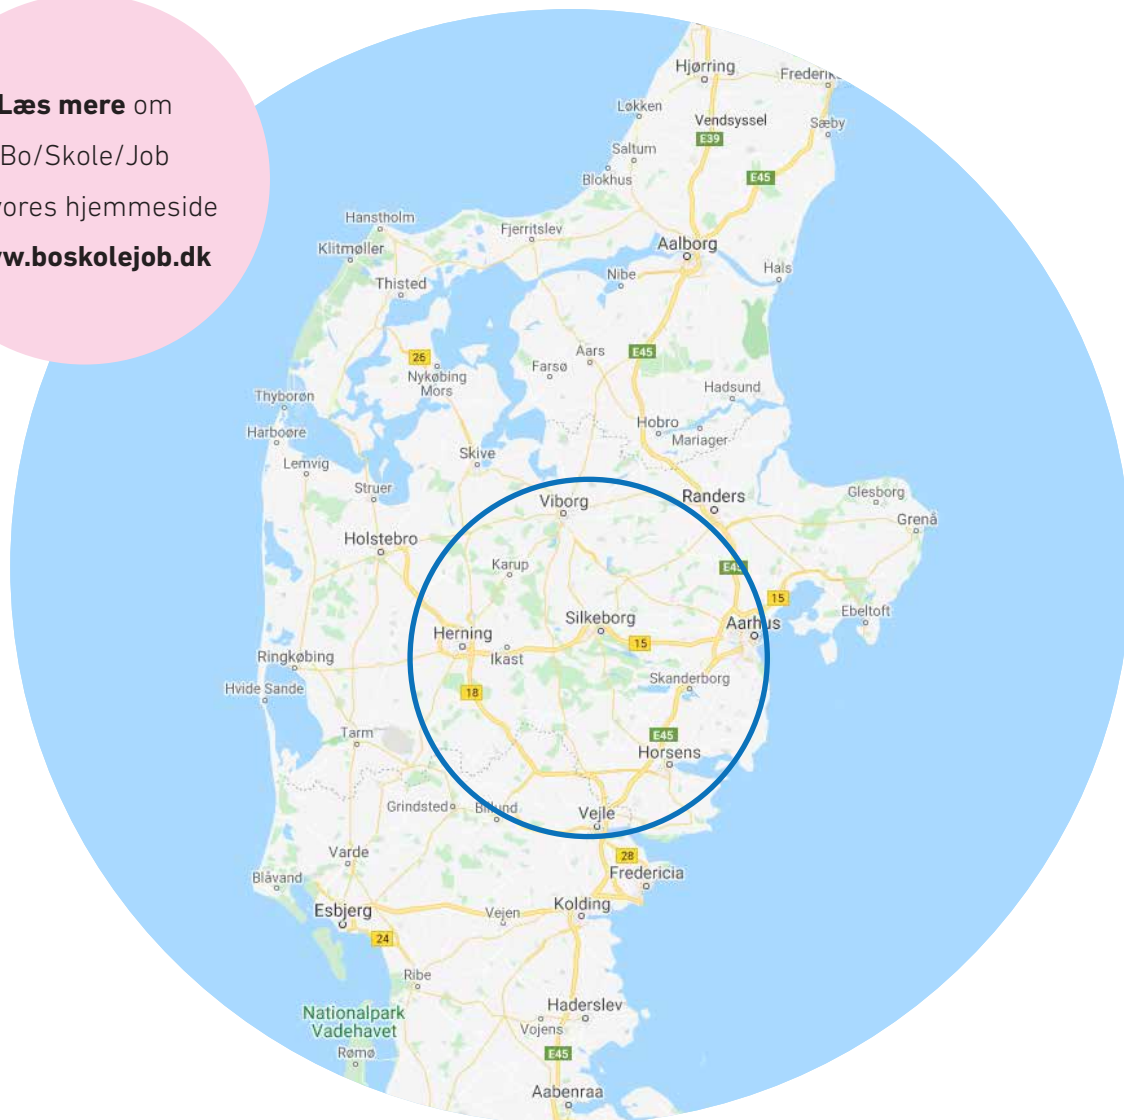 Læs mere om
Bo/Skole/Job
vores hjemmeside
w.boskolejob.dk
Hjørring
Løkken
Vendsyssel
Sæby
E39
Saltum
Blokhus
E45
Hanstholm
Fjerritslev
Klitmøller
Aalborg
Nibe
Hals
Thisted
Aars
E45
26
Farsø
Nykøbing
Mors
Hadsund
Thyborøn
Hobro
Harboøre
Mariager
Skive
Lemvig
Struer
Viborg
Randers
Glesborg
Grenå
Holstebro
Karup
E45
15
Ebeltoft
Silkeborg
Aarhus
Herning
15
Ikast
Ringkøbing
Skanderborg
Hvide Sande
18
Tarm
E45
Horsens
Grindsted
Billund
Vejle
Varde
28
Fredericia
Blåvand
Esbjerg
Vejen
Kolding
24
Ribe
Haderslev
Nationalpark
Vadehavet
Vojens
Rømø
E45
Aabenraa